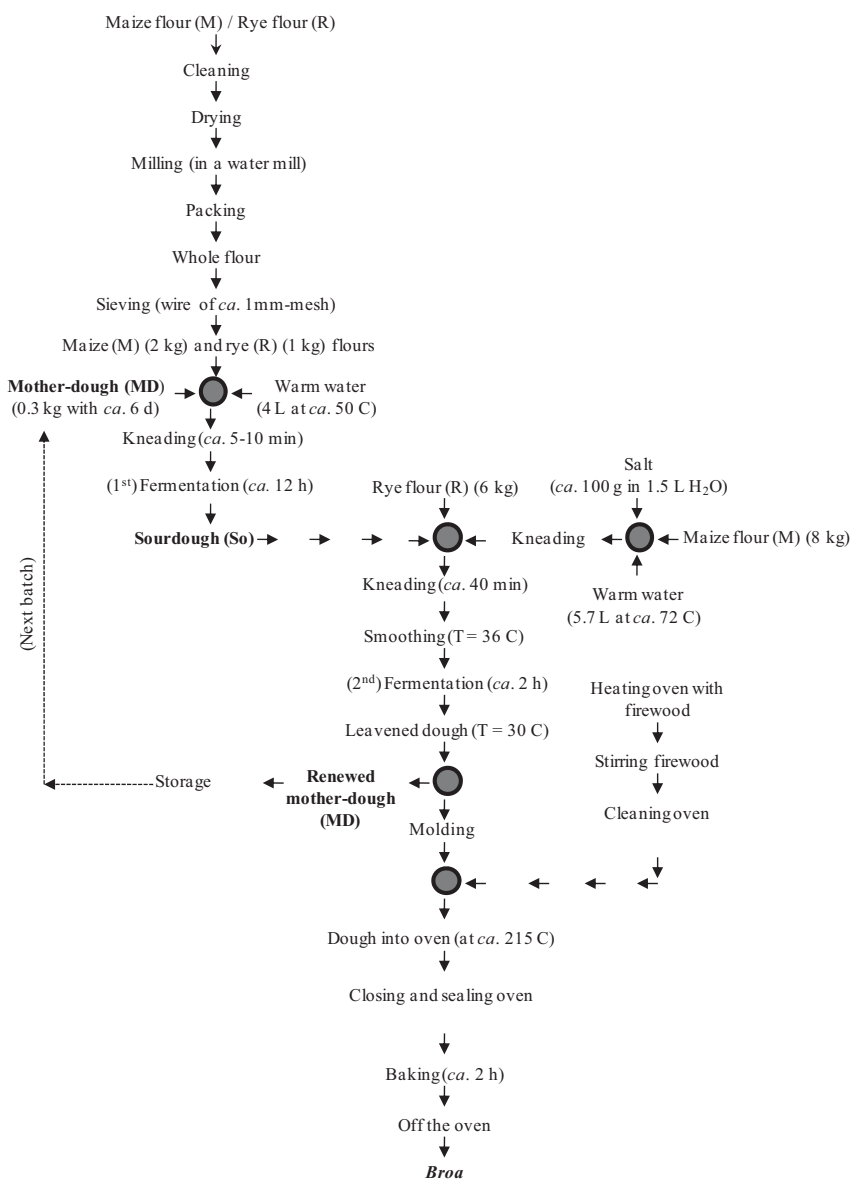 Maize flour (M) / Rye flour (R)
Cleaning
Drying
Milling (in a water mill)
Packing
Whole flour
Sieving (wire of ca. 1mm-mesh)
Maize (M) (2 kg) and rye (R) (1 kg) flours
Mother-dough (MD)
(0.3 kg with ca. 6 d)
Warm water
(4 L at ca. 50 C)
Kneading (ca. 5-10 min)
(1st) Fermentation (ca. 12 h)
Sourdough (So)
Rye flour (R) (6 kg)
Salt
(ca. 100 g in 1.5 L H2O)
Kneading
Maize flour (M) (8 kg)
Warm water
(5.7 L at ca. 72 C)
Kneading (ca. 40 min)
Smoothing (T = 36 C)
(2nd) Fermentation (ca. 2 h)
Leavened dough (T = 30 C)
Heating oven with
firewood
Stirring firewood
Cleaning oven
Renewed
mother-dough
(MD)
Storage
(Next batch)
Molding
Dough into oven (at ca. 215 C)
Closing and sealing oven
Baking (ca. 2 h)
Off the oven
Broa